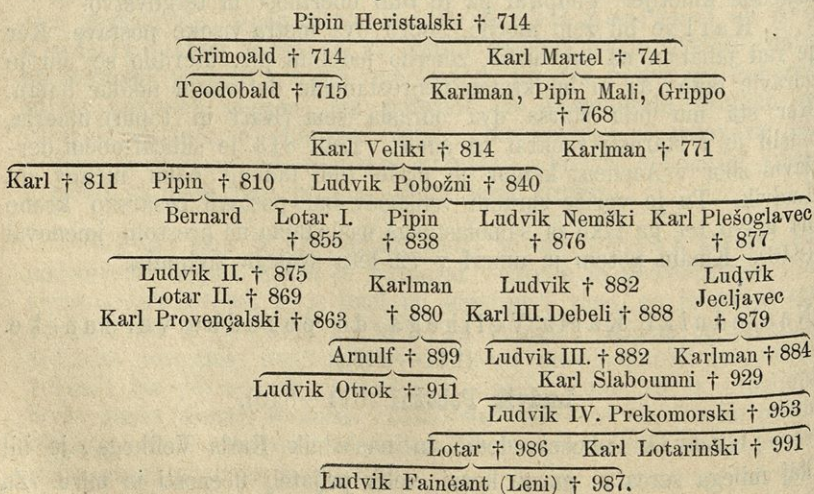 Pipin Heristalski † 714
Grimoald † 714 Karl Martel † 741
Teodobald † 715 Karlman, Pipin Mali, Grippo
† 768
Karl Veliki † 814 Karlman † 771
Karl † 811 Pipin † 810 Ludvik Pobožni † 840
Bernard Lotar I. Pipin Ludvik Nemški Karl Plešoglavec
† 855 † 838 † 876 † 877
Ludvik II. † 875 Karlman Ludvik † 882 Ludvik
Lotar II. † 869 Jecljavec
Karl Provençalski † 863 † 880 Karl III. Debeli † 888 † 879
Arnulf † 899 Ludvik III. † 882 Karlman † 884
Ludvik Otrok † 911 Karl Slaboumni † 929
Ludvik IV. Prekomorski † 953
Lotar † 986 Karl Lotarinški † 991
Ludvik Fainéant (Leni) † 987.